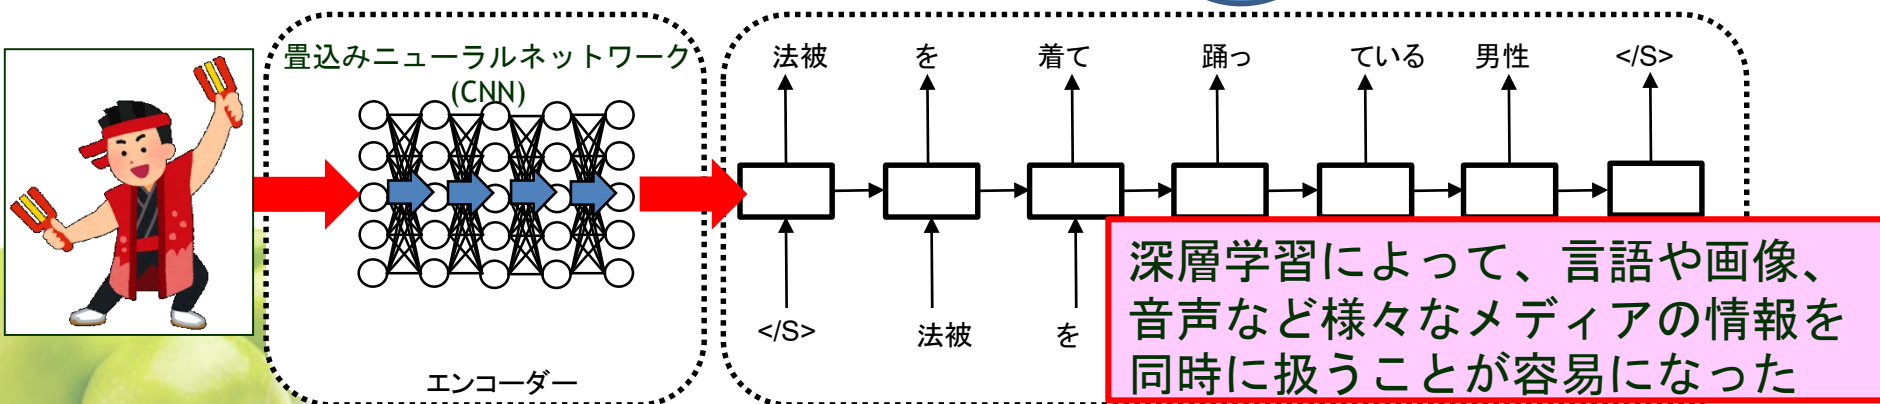 畳込みニューラルネットワーク
(CNN)
エンコーダー
法被 を 着て 踊っ ている 男性 </S>
</S> 法被 を
深層学習によって、言語や画像、
音声など様々なメディアの情報を
同時に扱うことが容易になった